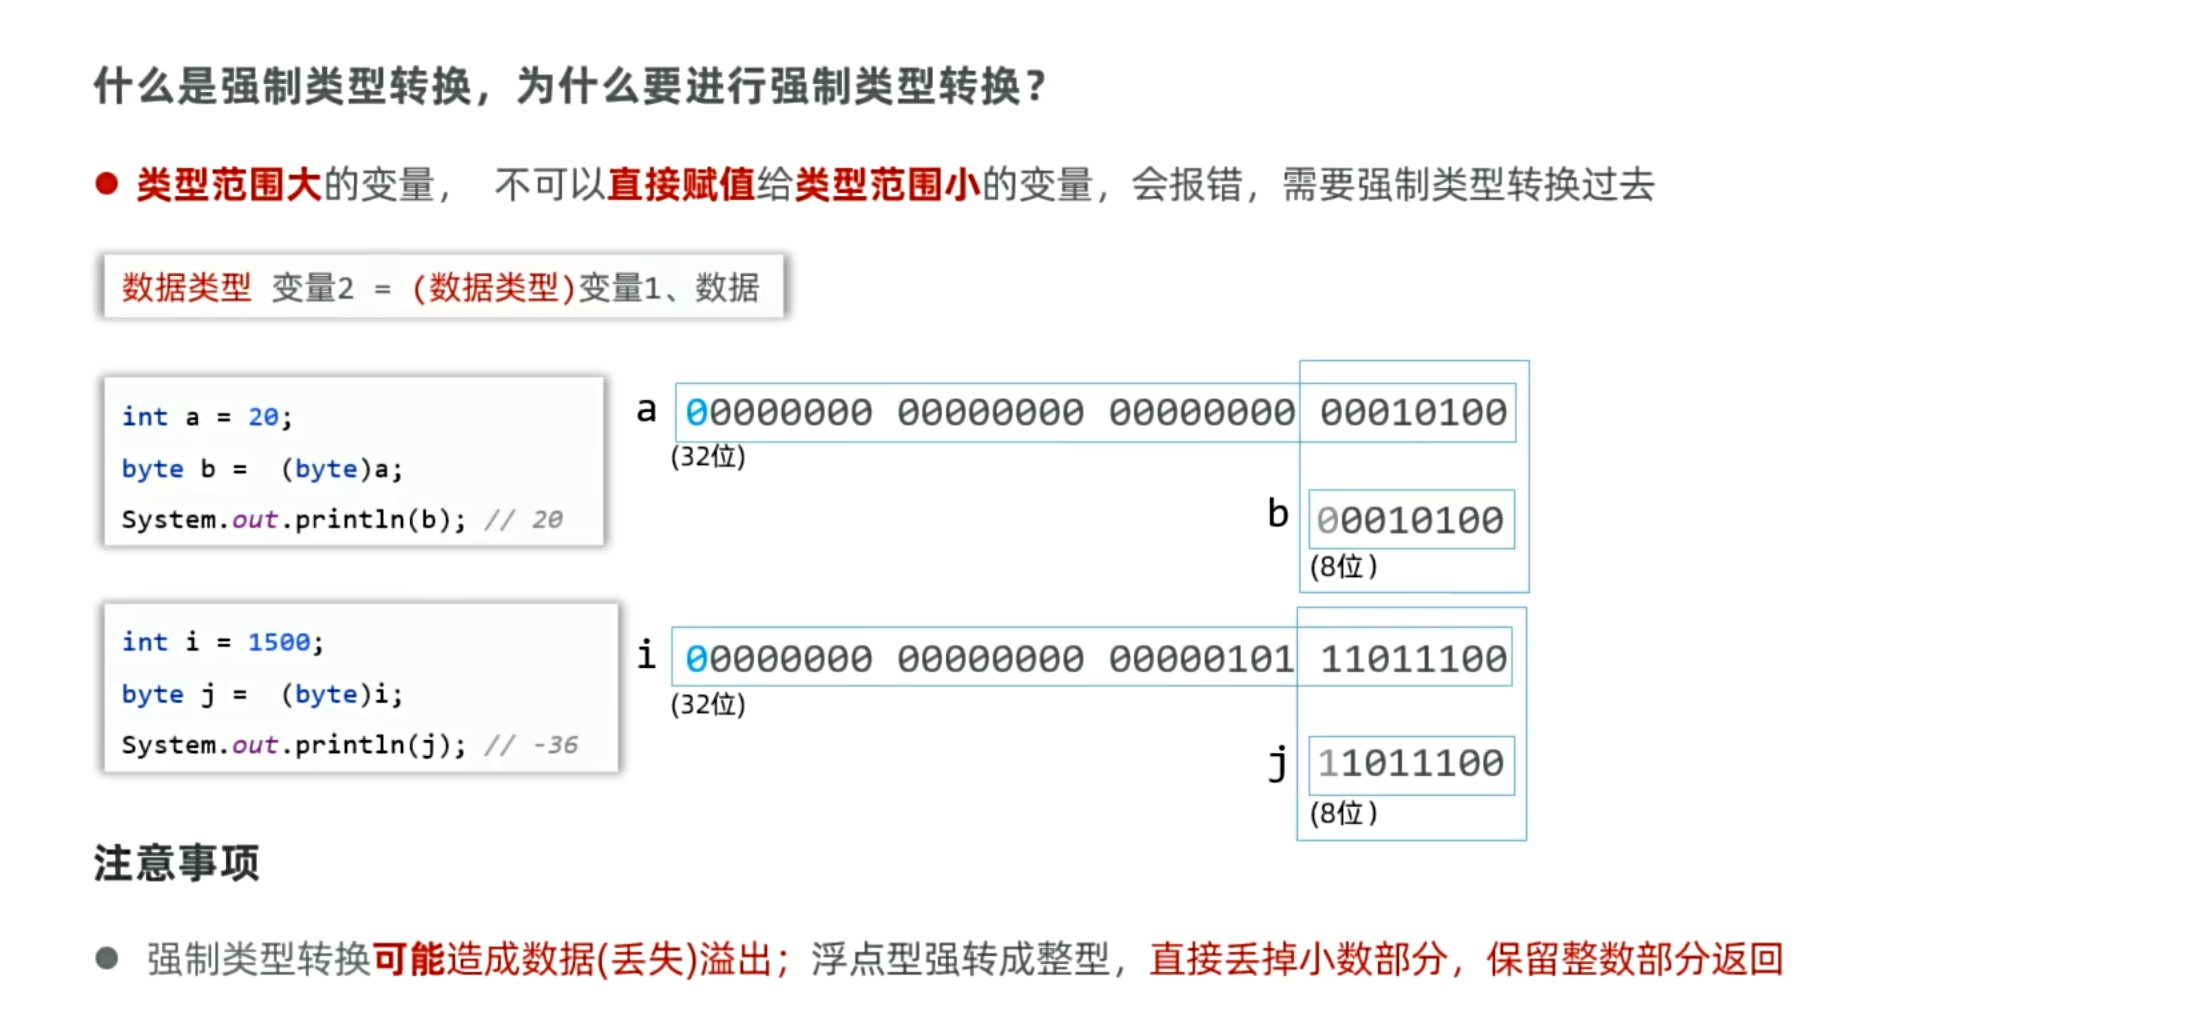 什么是强制类型转换，为什么要进行强制类型转换？
类型范围大的变量， 不可以直接赋值给类型范围小的变量，会报错，需要强制类型转换过去
数据类型 变量2 = (数据类型)变量1、数据
int a = 20;
byte b = (byte)a;
System.out.println(b); // 20
a 00000000 00000000 00000000 00010100
(32位)
b 00010100
(8位)
int i = 1500;
byte j = (byte)i;
System.out.println(j); // -36
i 00000000 00000000 00000101 11011100
(32位)
j 11011100
(8位)
注意事项
强制类型转换可能造成数据(丢失)溢出；浮点型强转成整型，直接丢掉小数部分，保留整数部分返回